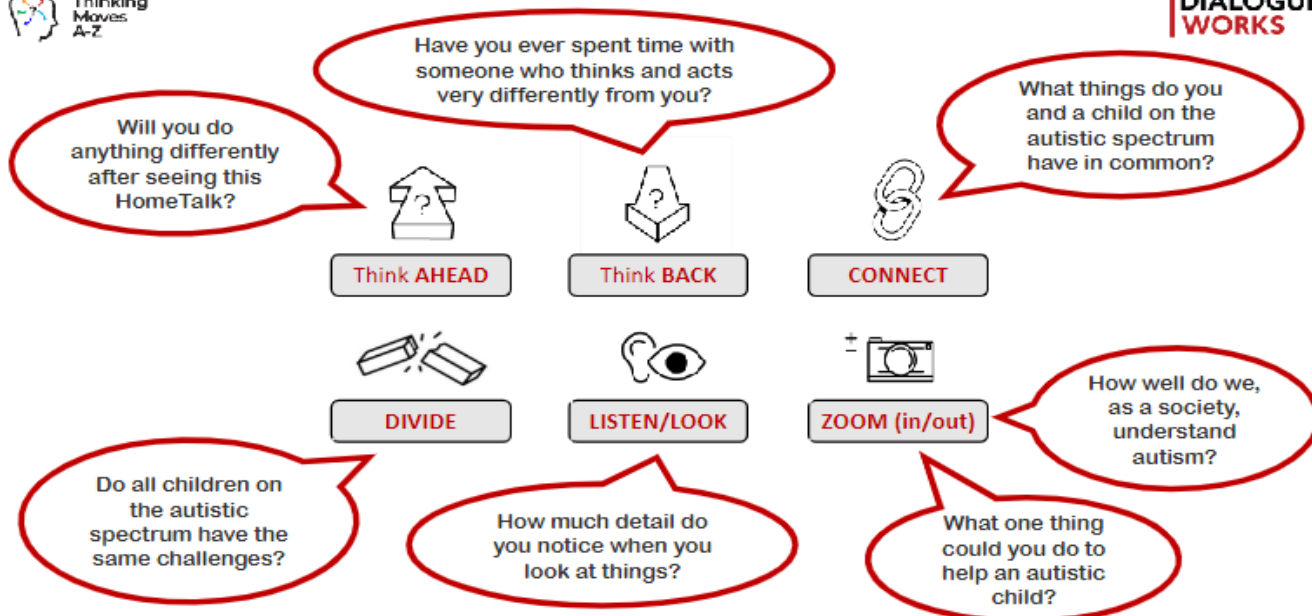 Thinking
Moves
A-Z
DIALOGUE
WORKS
Have you ever spent time with
someone who thinks and acts
very differently from you?
Will you do
anything differently
after seeing this
HomeTalk?
What things do you
and a child on the
autistic spectrum
have in common?
?
?
Think AHEAD
Think BACK
CONNECT
+
-
DIVIDE
LISTEN/LOOK
ZOOM (in/out)
How well do we,
as a society,
understand
autism?
Do all children on
the autistic
spectrum have the
same challenges?
How much detail do
you notice when you
look at things?
What one thing
could you do to
help an autistic
child?